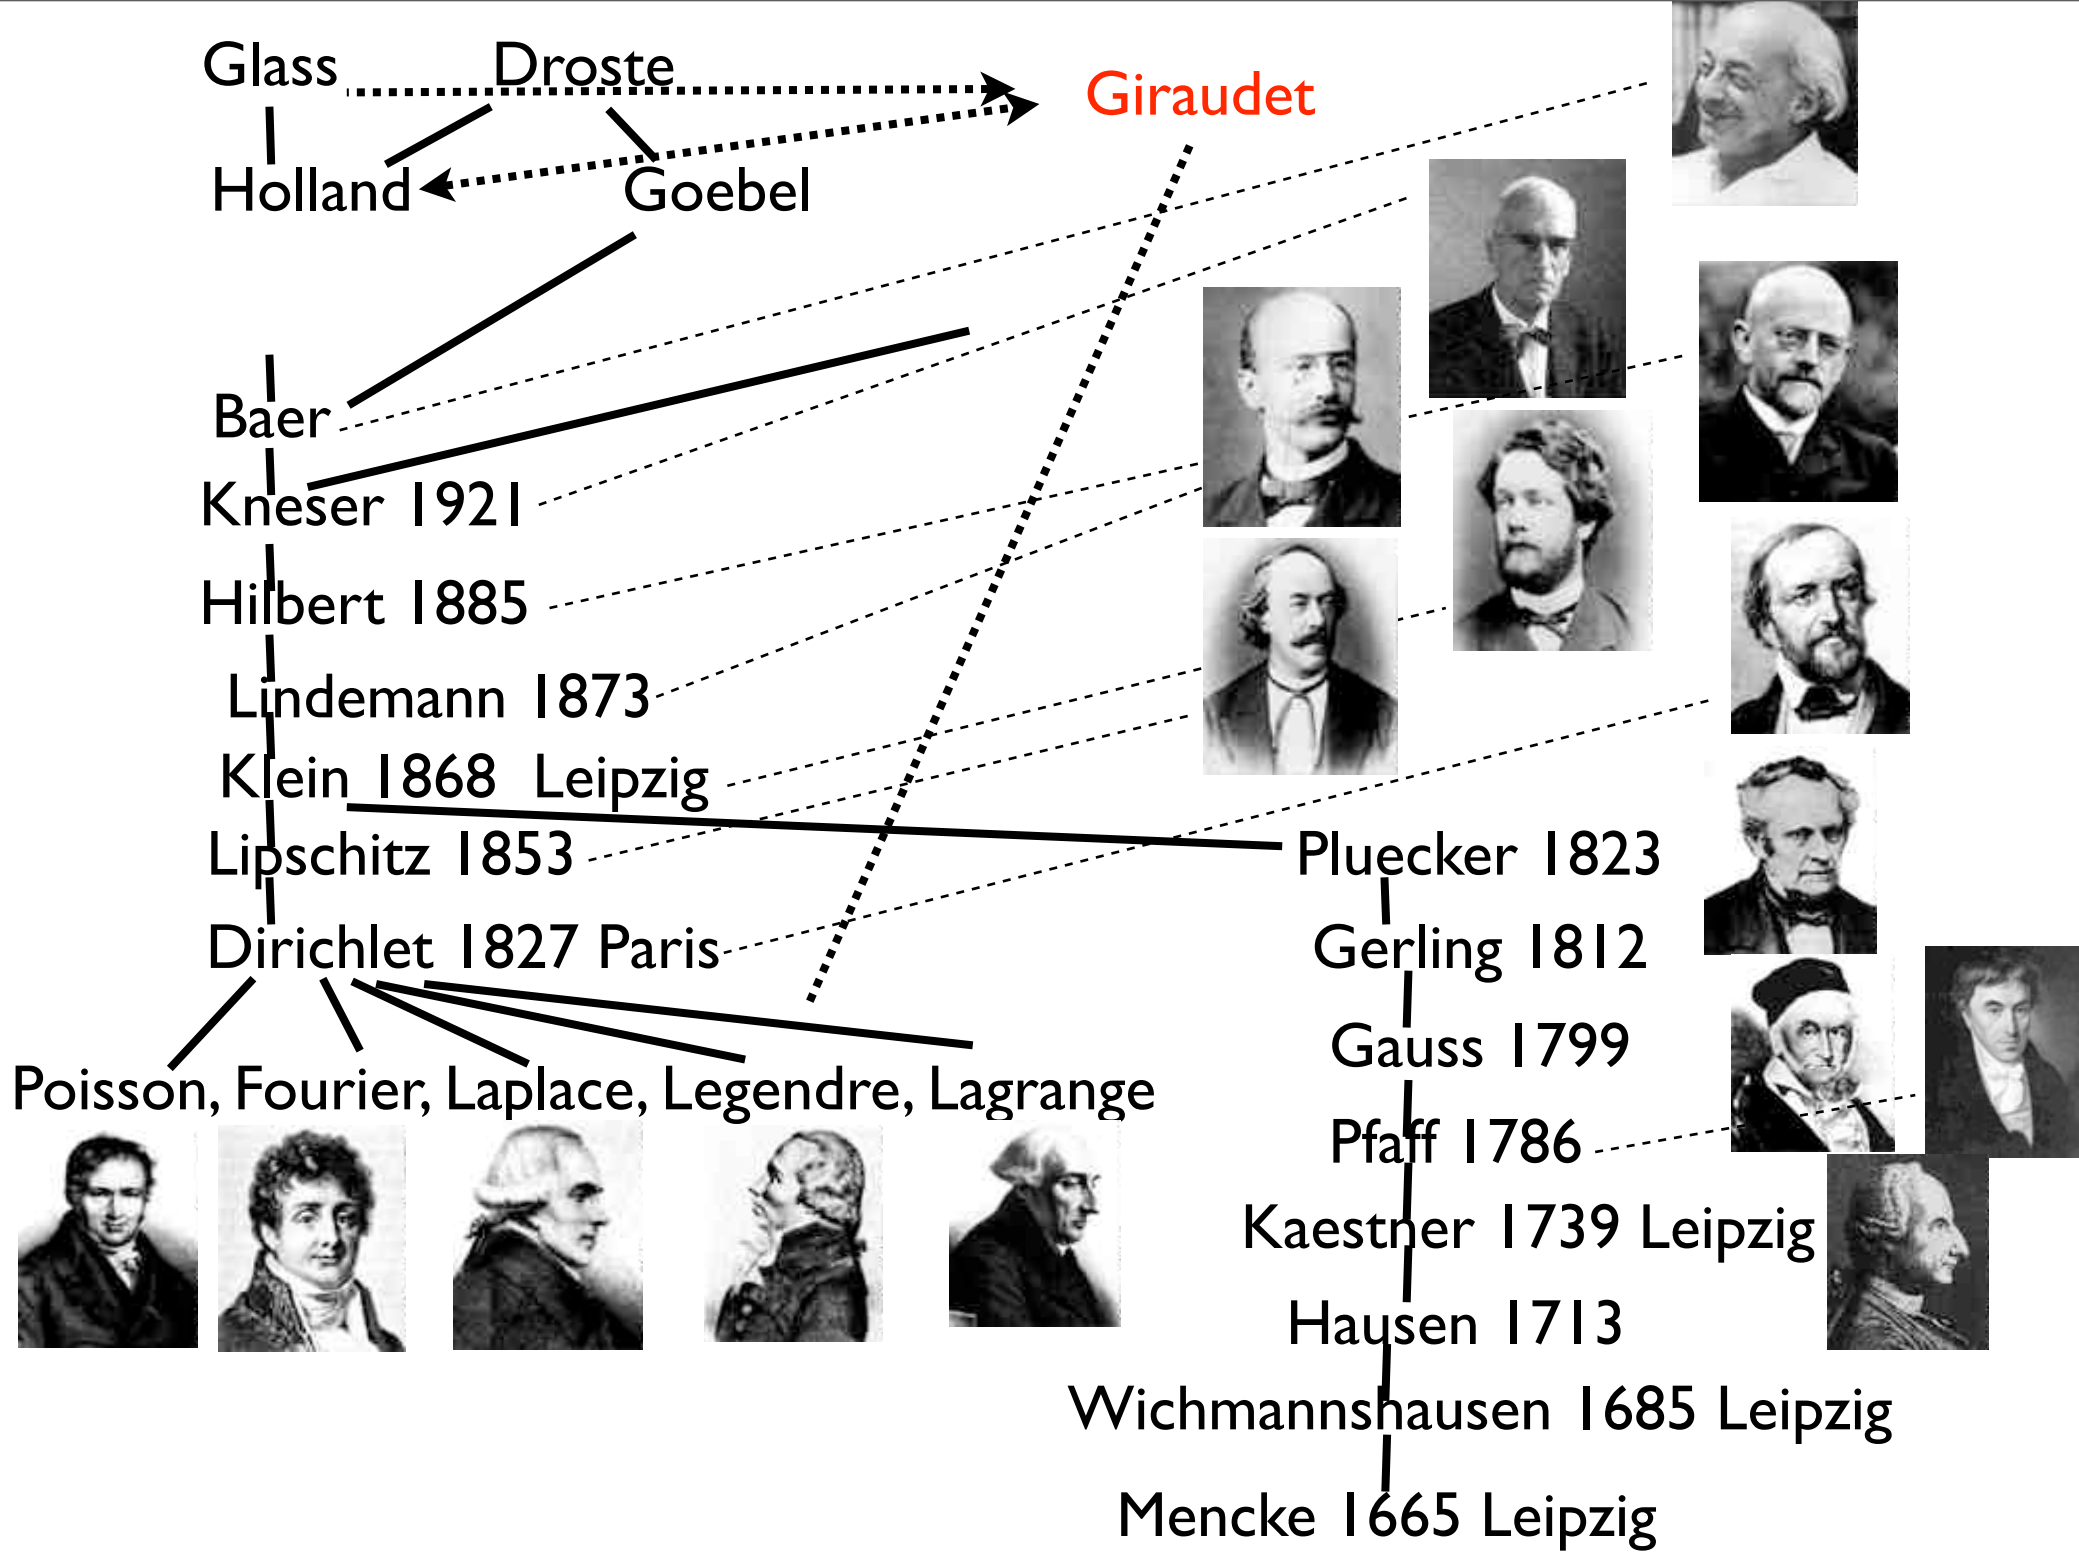 Glass Droste
Giraudet
Holland Goebel
Baer
Kneser 1921
Hilbert 1885
Lindemann 1873
Klein 1868 Leipzig
Lipschitz 1853
Pluecker 1823
Dirichlet 1827 Paris
Gerling 1812
Gauss 1799
Poisson, Fourier, Laplace, Legendre, Lagrange
Pfaff 1786
Kaestner 1739 Leipzig
Hausen 1713
Wichmannshausen 1685 Leipzig
Mencke 1665 Leipzig